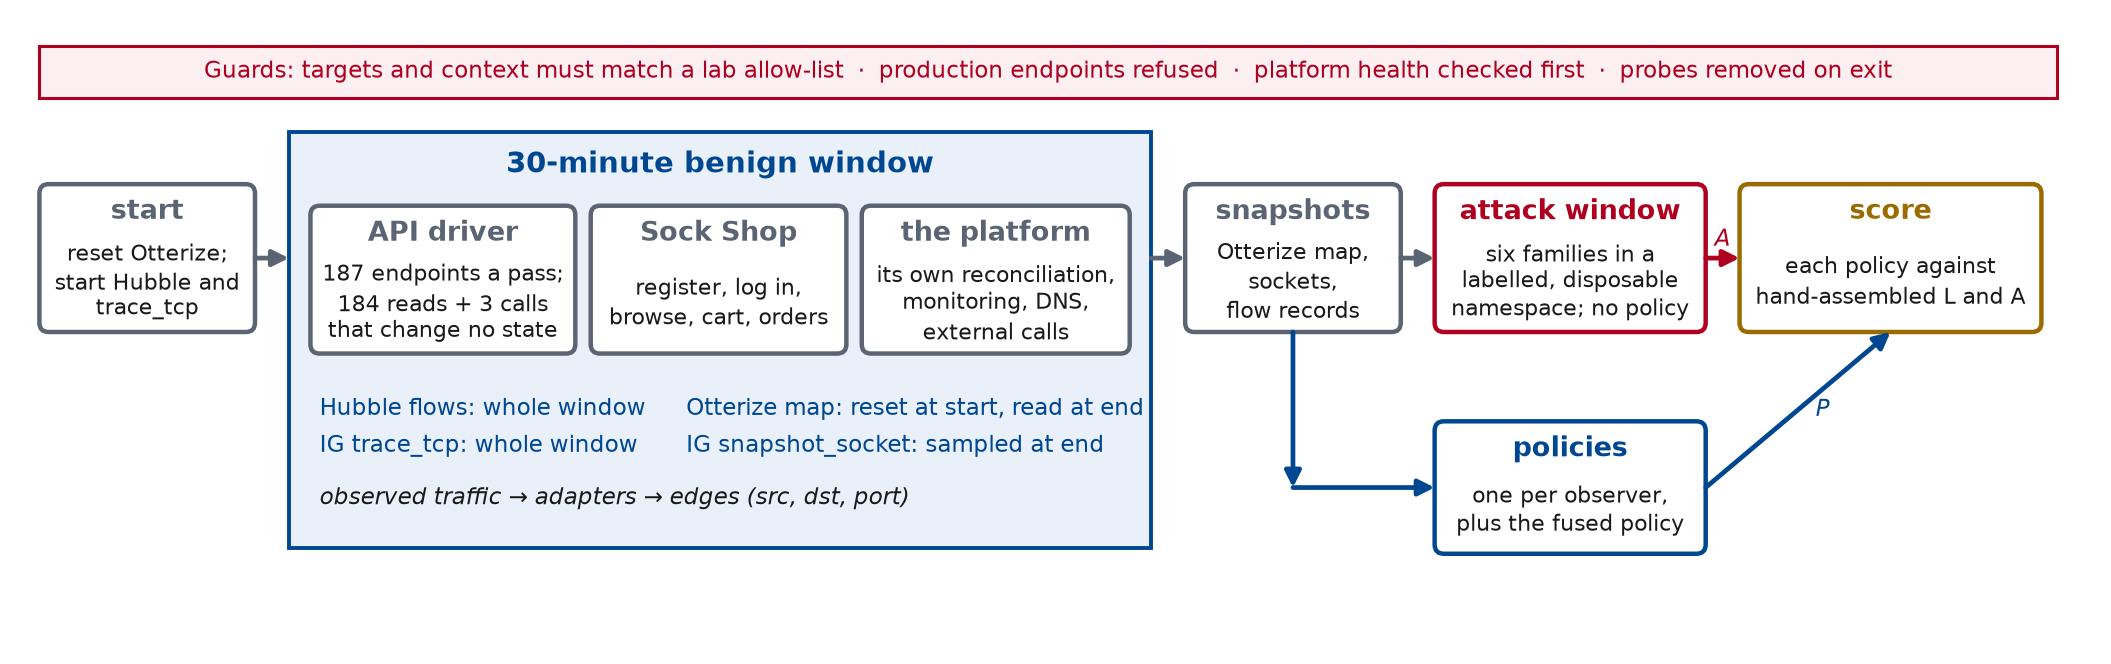 Guards: targets and context must match a lab allow-list · production endpoints refused · platform health checked first · probes removed on exit
start
reset Otterize;
start Hubble and
trace_tcp
30-minute benign window
API driver
187 endpoints a pass;
184 reads + 3 calls
that change no state
Sock Shop
register, log in,
browse, cart, orders
the platform
its own reconciliation,
monitoring, DNS,
external calls
Hubble flows: whole window
Otterize map: reset at start, read at end
IG trace_tcp: whole window
IG snapshot_socket: sampled at end
observed traffic → adapters → edges (src, dst, port)
snapshots
Otterize map,
sockets,
flow records
attack window
six families in a
labelled, disposable
namespace; no policy
A
score
each policy against
hand-assembled L and A
P
policies
one per observer,
plus the fused policy